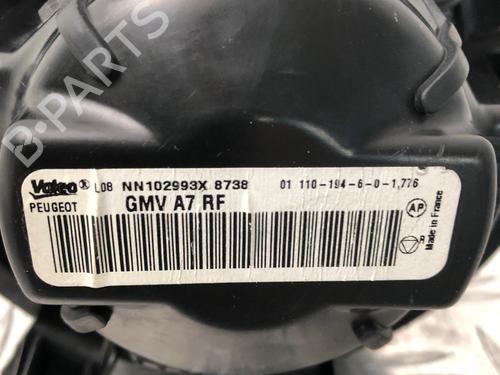 B-PARTS
Valeo® L08 NN102993X 8738 01 110-194-6-0-1,776
PEUGEOT GMV A7 RF AP
R
Made in France